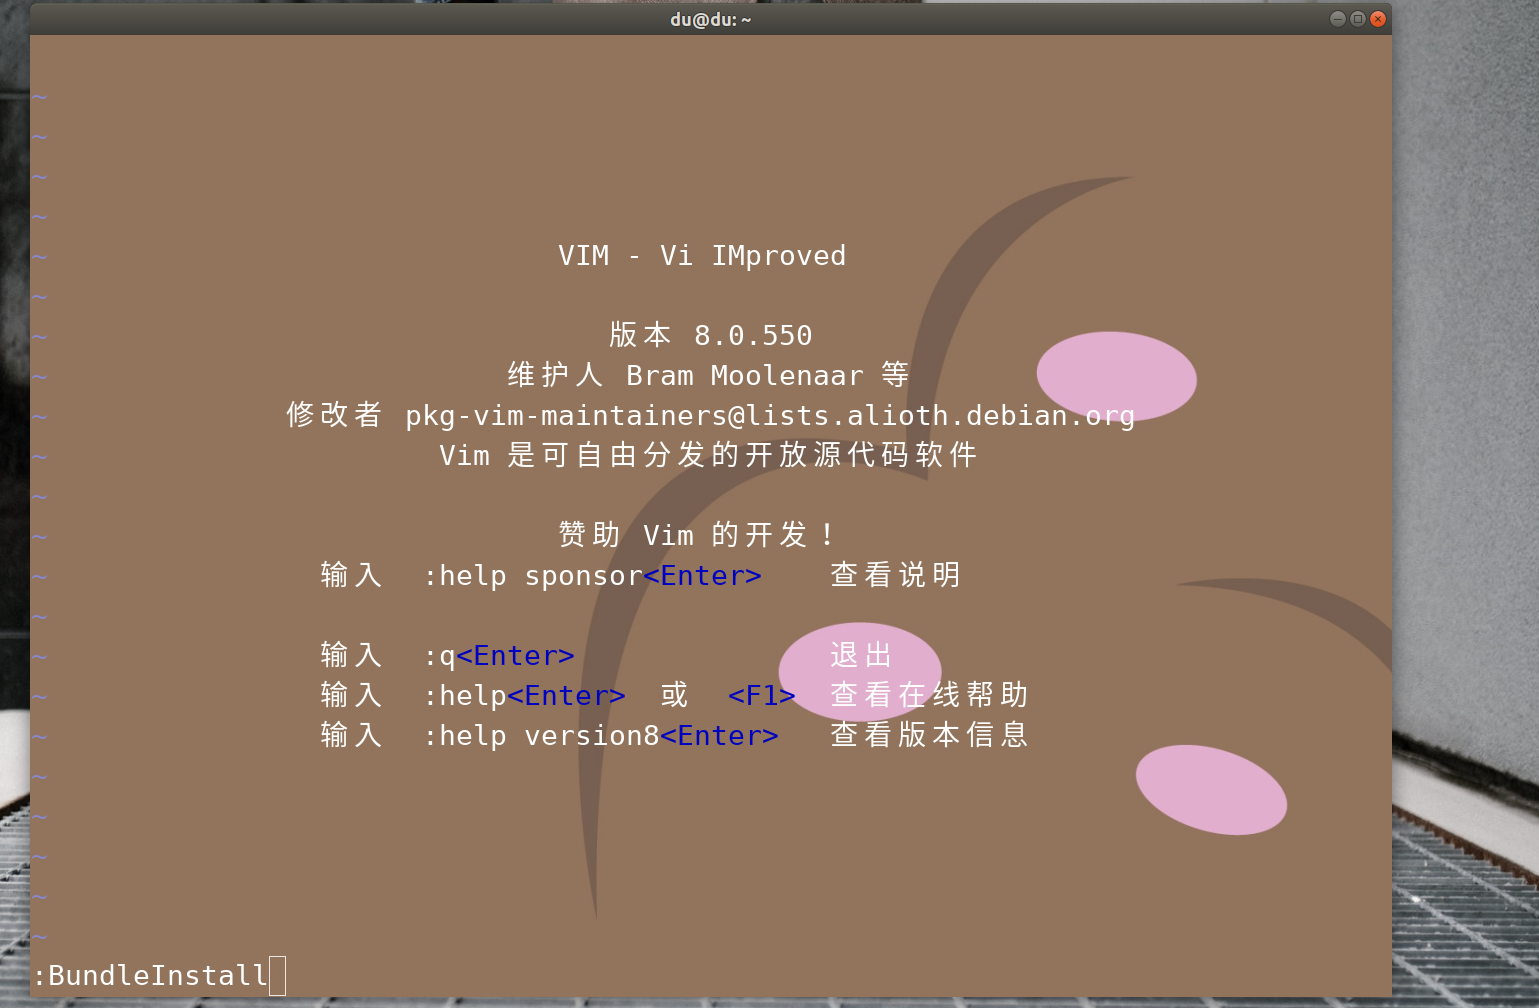 du@du: ~
~
~
~
~
~ VIM - Vi IMproved
~
~ 版本 8.0.550
~ 维护人 Bram Moolenaar 等
~ 修改者 pkg-vim-maintainers@lists.alioth.debian.org
~ Vim 是可自由分发的开放源代码软件
~
~ 赞助 Vim 的开发！
~ 输入 :help sponsor<Enter> 查看说明
~
~ 输入 :q<Enter> 退出
~ 输入 :help<Enter> 或 <F1> 查看在线帮助
~ 输入 :help version8<Enter> 查看版本信息
~
~
~
~
~
:BundleInstall